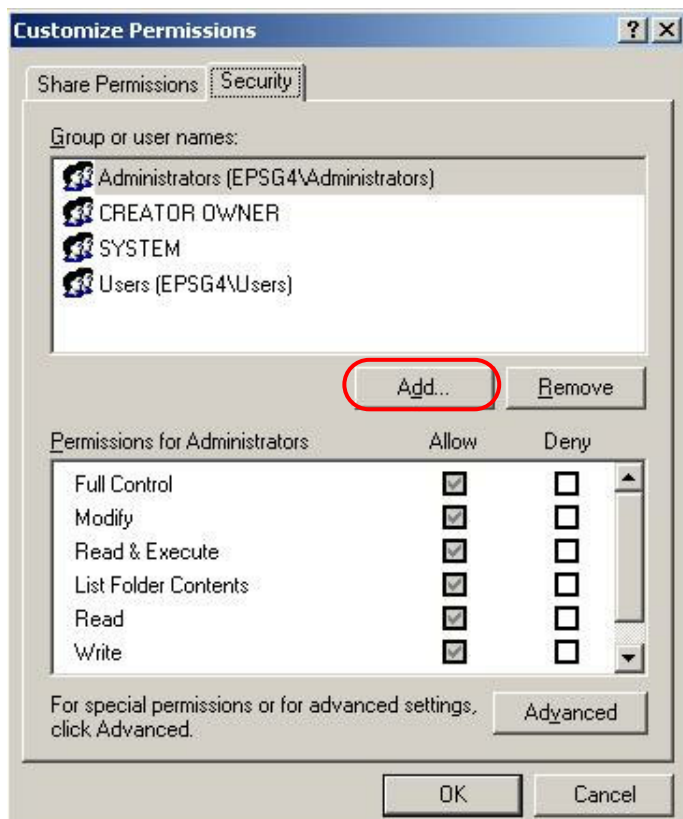 Customize Permissions
Share Permissions Security
Group or user names:
Administrators (EPSG4\Administrators)
CREATOR OWNER
SYSTEM
Users (EPSG4\Users)
Add... Remove
Permissions for Administrators Allow Deny
Full Control
Modify
Read & Execute
List Folder Contents
Read
Write
For special permissions or for advanced settings,
click Advanced.
Advanced
OK Cancel